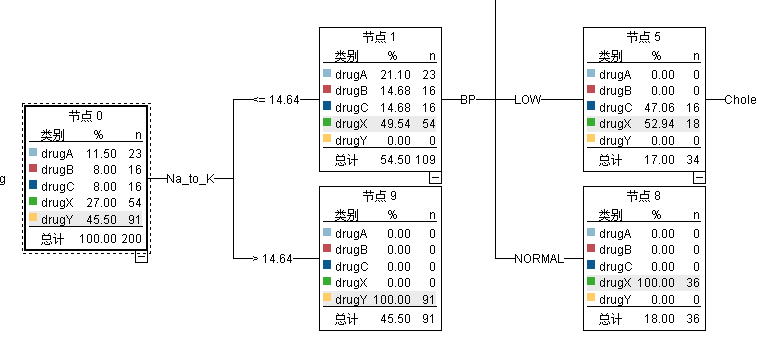 g
节点 0
类别 % n
drugA 11.50 23
drugB 8.00 16
drugC 8.00 16
drugX 27.00 54
drugY 45.50 91
总计 100.00 200
Na_to_K
<= 14.64
节点 1
类别 % n
drugA 21.10 23
drugB 14.68 16
drugC 14.68 16
drugX 49.54 54
drugY 0.00 0
总计 54.50 109
BP
> 14.64
节点 9
类别 % n
drugA 0.00 0
drugB 0.00 0
drugC 0.00 0
drugX 0.00 0
drugY 100.00 91
总计 45.50 91
LOW
节点 5
类别 % n
drugA 0.00 0
drugB 0.00 0
drugC 47.06 16
drugX 52.94 18
drugY 0.00 0
总计 17.00 34
Chole
NORMAL
节点 8
类别 % n
drugA 0.00 0
drugB 0.00 0
drugC 0.00 0
drugX 100.00 36
drugY 0.00 0
总计 18.00 36